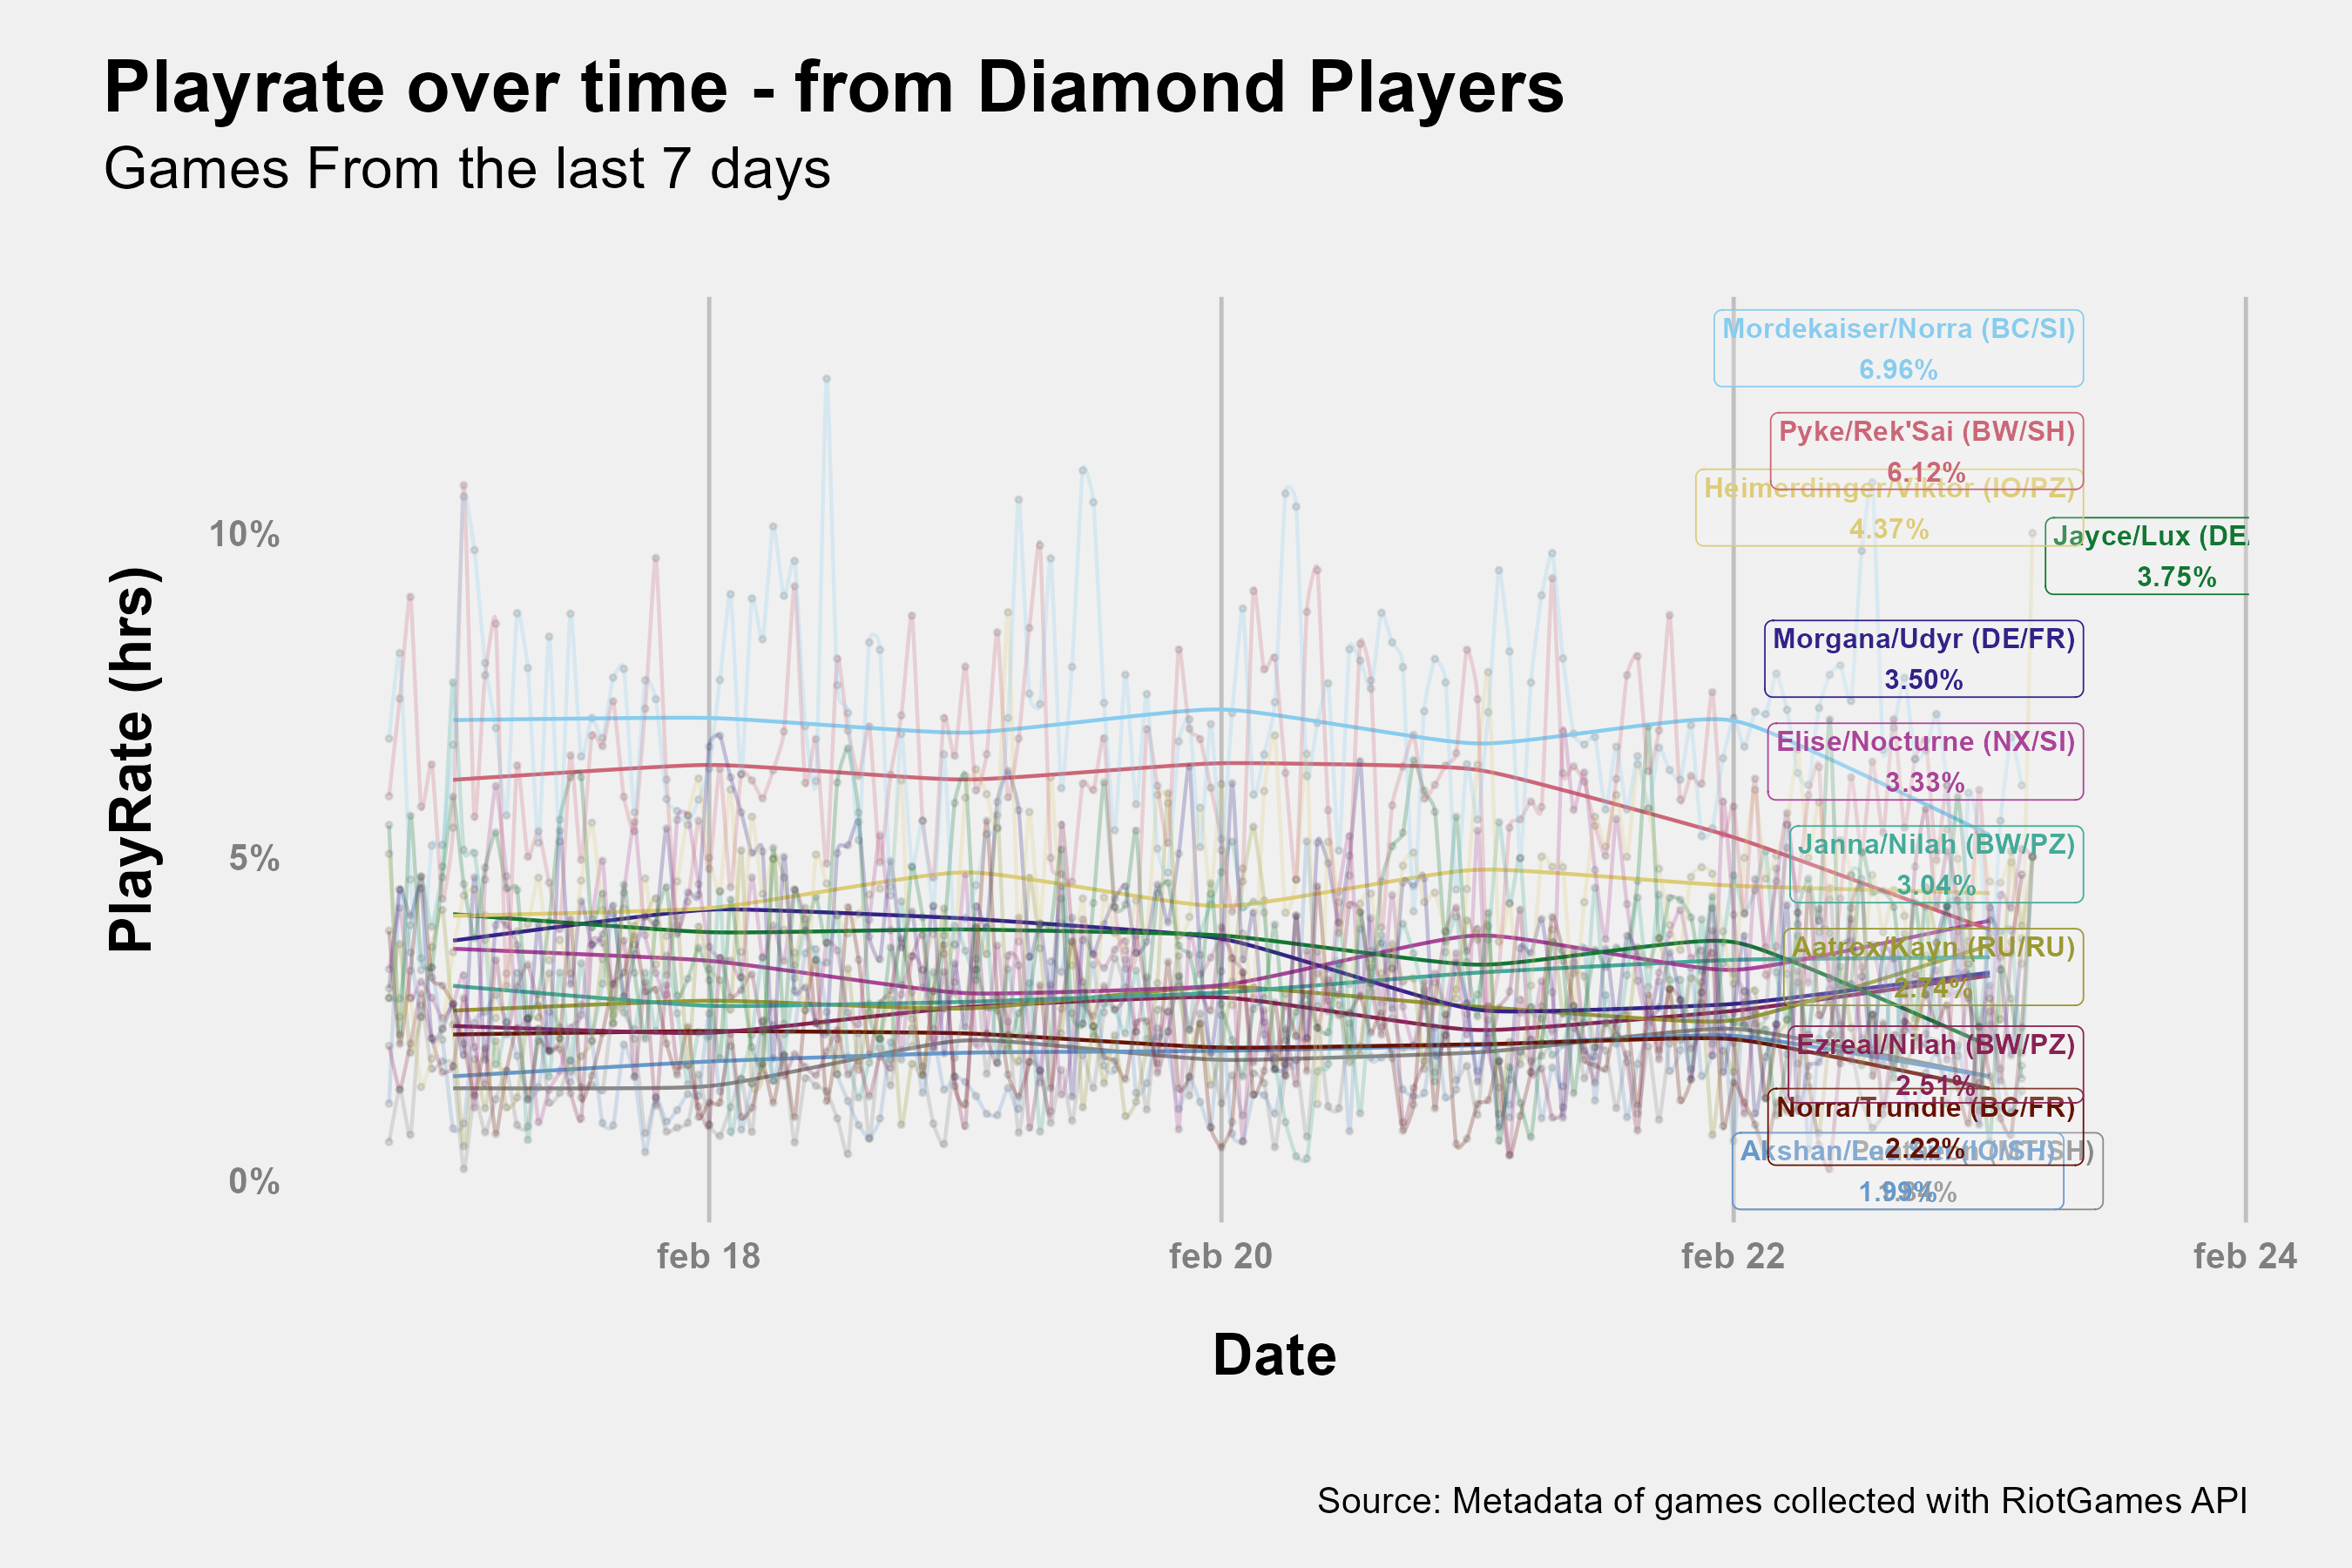 Playrate over time - from Diamond Players
Games From the last 7 days
PlayRate (hrs)
10%
5%
0%
Mordekaiser/Norra (BC/SI)
6.96%
Pyke/Rek'Sai (BW/SH)
6.12%
Heimerdinger/Viktor (IO/PZ)
4.37%
Jayce/Lux (DE
3.75%
Morgana/Udyr (DE/FR)
3.50%
Elise/Nocturne (NX/SI)
3.33%
Janna/Nilah (BW/PZ)
3.04%
Aatrox/Kayn (RU/RU)
2.74%
Ezreal/Nilah (BW/PZ)
2.51%
Norra/Trundle (BC/FR)
2.22%
1.99%
feb 18
feb 20
feb 22
feb 24
Date
Source: Metadata of games collected with RiotGames API